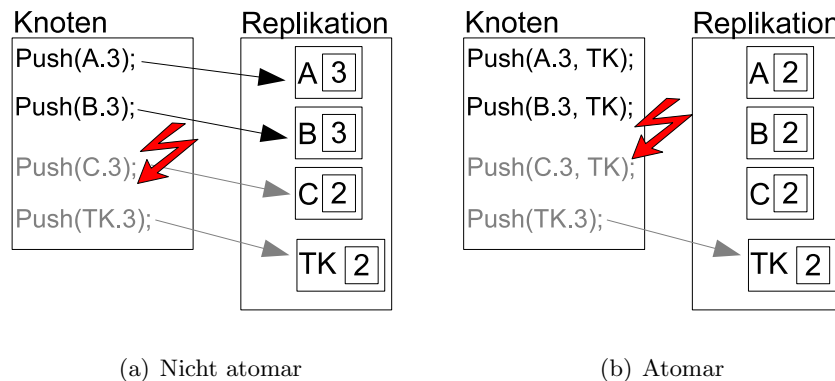 Knoten
Replikation
Push(A.3);
Push(B.3);
Push(C.3);
Push(TK.3);
A 3
B 3
C 2
TK 2
(a) Nicht atomar
Knoten
Replikation
Push(A.3, TK);
Push(B.3, TK);
Push(C.3, TK);
Push(TK.3);
A 2
B 2
C 2
TK 2
(b) Atomar